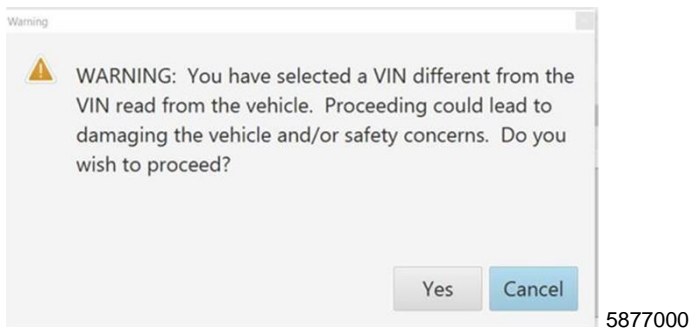 Warning
WARNING: You have selected a VIN different from the
VIN read from the vehicle. Proceeding could lead to
damaging the vehicle and/or safety concerns. Do you
wish to proceed?
Yes
Cancel
5877000